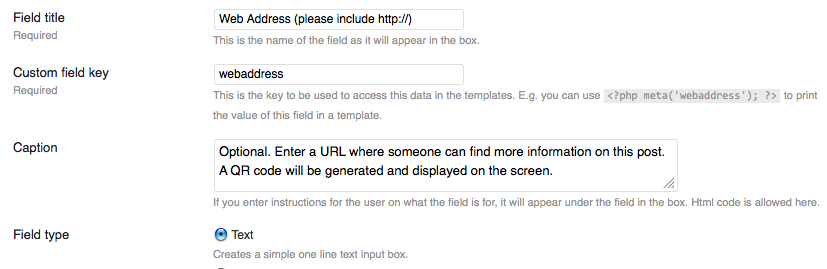 Field title
Web Address (please include http://)
Required
This is the name of the field as it will appear in the box.
Custom field key
webaddress
Required
This is the key to be used to access this data in the templates. E.g. you can use <?php meta('webaddress'); ?> to print
the value of this field in a template.
Caption
Optional. Enter a URL where someone can find more information on this post.
A QR code will be generated and displayed on the screen.
If you enter instructions for the user on what the field is for, it will appear under the field in the box. Html code is allowed here.
Field type
Text
Creates a simple one line text input box.